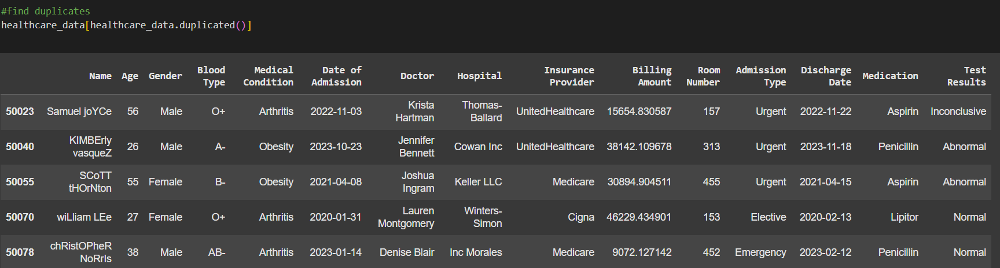 #find duplicates
healthcare_data[healthcare_data.duplicated()]
Name Age Gender Blood Type Medical Condition Date of Admission Doctor Hospital Insurance Provider Billing Amount Room Number Admission Type Discharge Date Medication Test Results
50023 Samuel joYCe 56 Male O+ Arthritis 2022-11-03 Krista Hartman Thomas-Ballard UnitedHealthcare 15654.830587 157 Urgent 2022-11-22 Aspirin Inconclusive
50040 KIMBErly vasqueZ 26 Male A- Obesity 2023-10-23 Jennifer Bennett Cowan Inc UnitedHealthcare 38142.109678 313 Urgent 2023-11-18 Penicillin Abnormal
50055 SCoTT tHOrNton 55 Female B- Obesity 2021-04-08 Joshua Ingram Keller LLC Medicare 30894.904511 455 Urgent 2021-04-15 Aspirin Abnormal
50070 wiLliam LEe 27 Female O+ Arthritis 2020-01-31 Lauren Montgomery Winters-Simon Cigna 46229.434901 153 Elective 2020-02-13 Lipitor Normal
50078 chRistOPheR NoRrIs 38 Male AB- Arthritis 2023-01-14 Denise Blair Inc Morales Medicare 9072.127142 452 Emergency 2023-02-12 Penicillin Normal